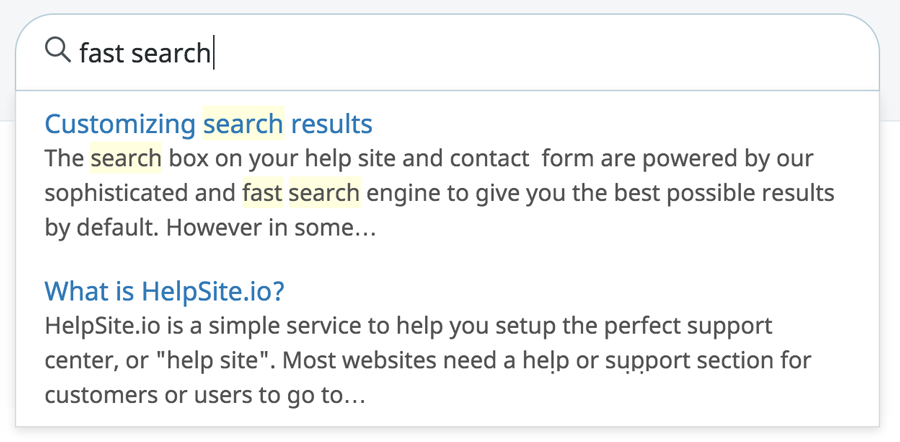 fast search
Customizing search results
The search box on your help site and contact  form are powered by our
sophisticated and fast search engine to give you the best possible results
by default. However in some…
What is HelpSite.io?
HelpSite.io is a simple service to help you setup the perfect support
center, or "help site". Most websites need a help or support section for
customers or users to go to…